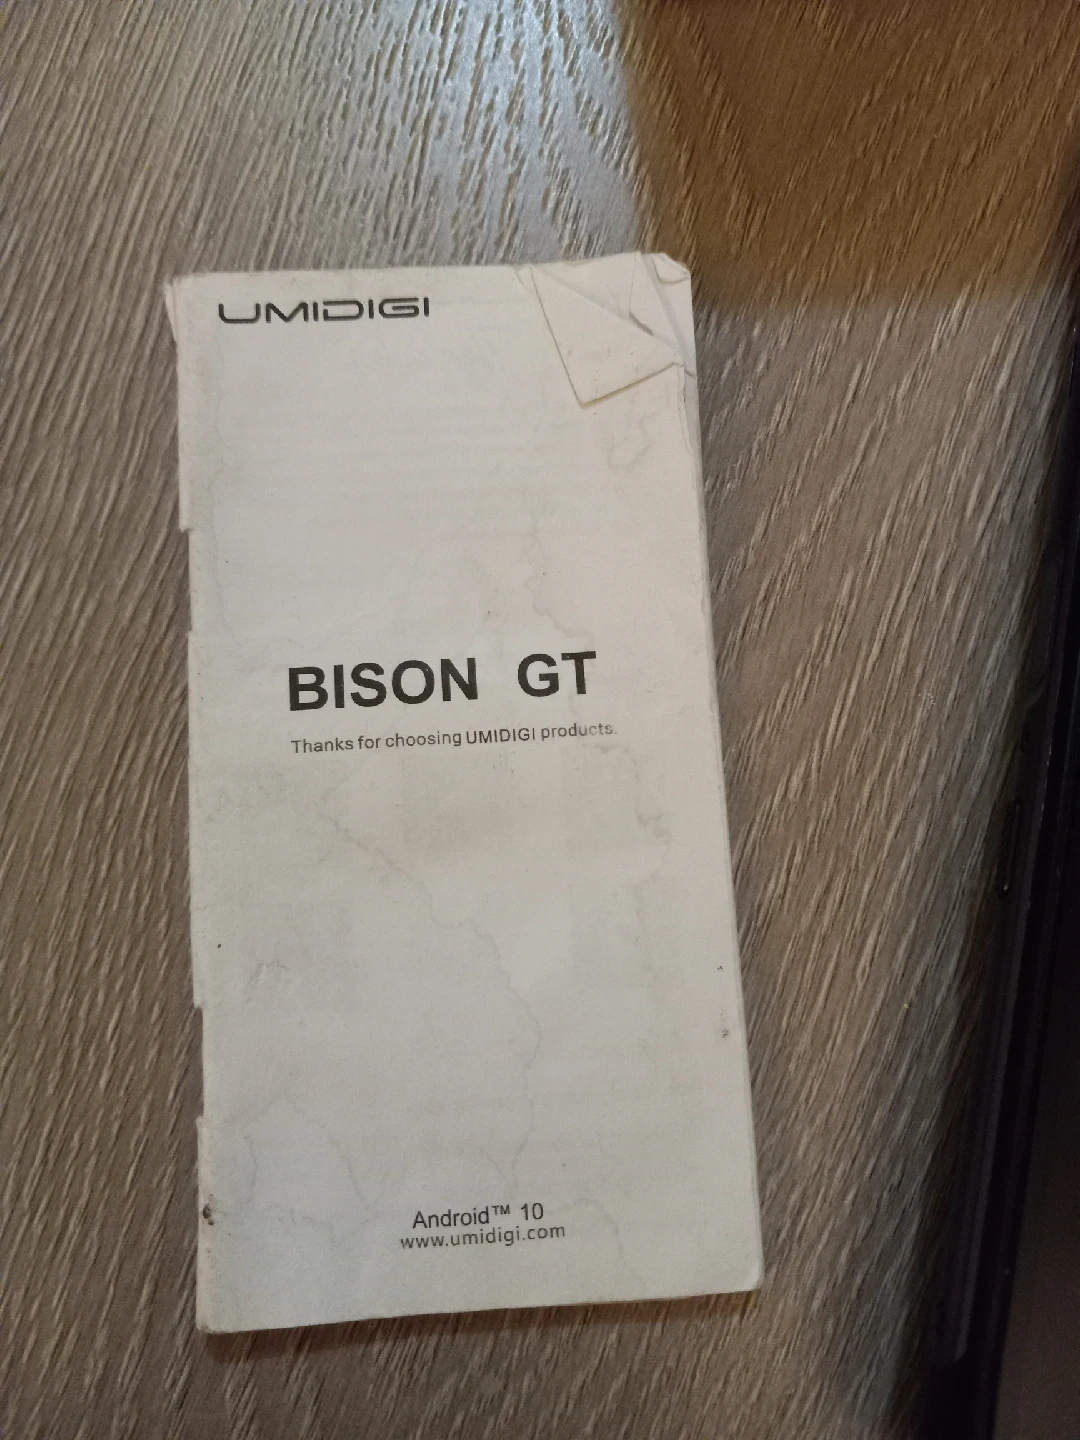 UMIDIGI
BISON GT
Thanks for choosing UMIDIGI products.
Android™ 10
www.umidigi.com